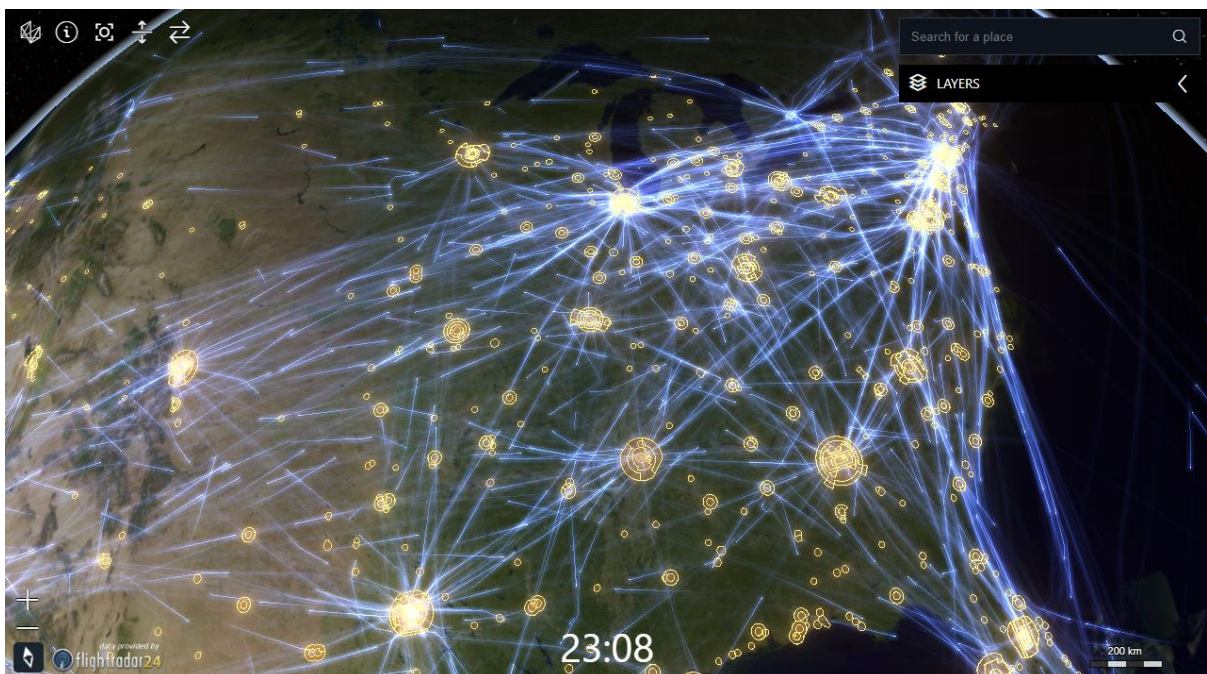 Search for a place
LAYERS
data provided by
flightradar24
23:08
200 km